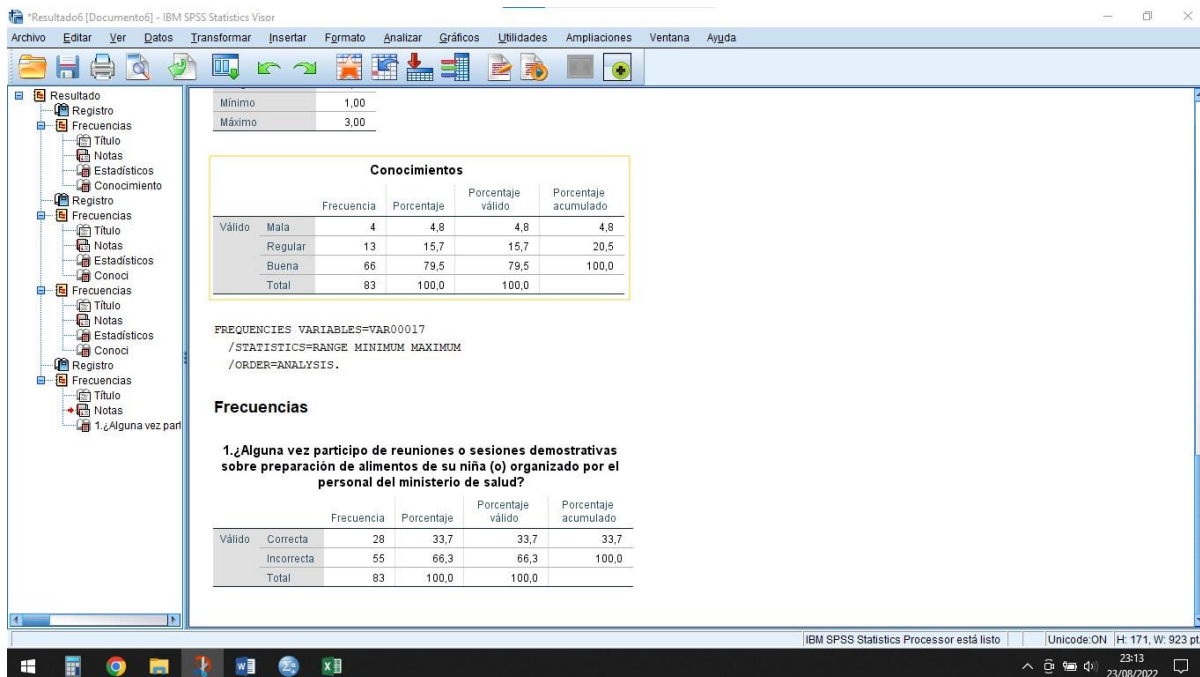 *Resultado6 [Documento6] - IBM SPSS Statistics Visor
Archivo Editar Ver Datos Transformar Insertar Formato Analizar Gráficos Utilidades Ampliaciones Ventana Ayuda
Resultado
Registro
Frecuencias
Título
Notas
Estadísticos
Conocimiento
Registro
Frecuencias
Título
Notas
Estadísticos
Conoci
Frecuencias
Título
Notas
Estadísticos
Conoci
Registro
Frecuencias
Título
Notas
1.¿Alguna vez part
Mínimo 1,00
Máximo 3,00
Conocimientos
Frecuencia Porcentaje Porcentaje válido Porcentaje acumulado
Válido Mala 4 4,8 4,8 4,8
Regular 13 15,7 15,7 20,5
Buena 66 79,5 79,5 100,0
Total 83 100,0 100,0
FREQUENCIES VARIABLES=VAR00017
/STATISTICS=RANGE MINIMUM MAXIMUM
/ORDER=ANALYSIS.
Frecuencias
1.¿Alguna vez participo de reuniones o sesiones demostrativas
sobre preparación de alimentos de su niña (o) organizado por el
personal del ministerio de salud?
Frecuencia Porcentaje Porcentaje válido Porcentaje acumulado
Válido Correcta 28 33,7 33,7 33,7
Incorrecta 55 66,3 66,3 100,0
Total 83 100,0 100,0
IBM SPSS Statistics Processor está listo Unicode:ON H: 171, W: 923 pt.
23:13
23/08/2022